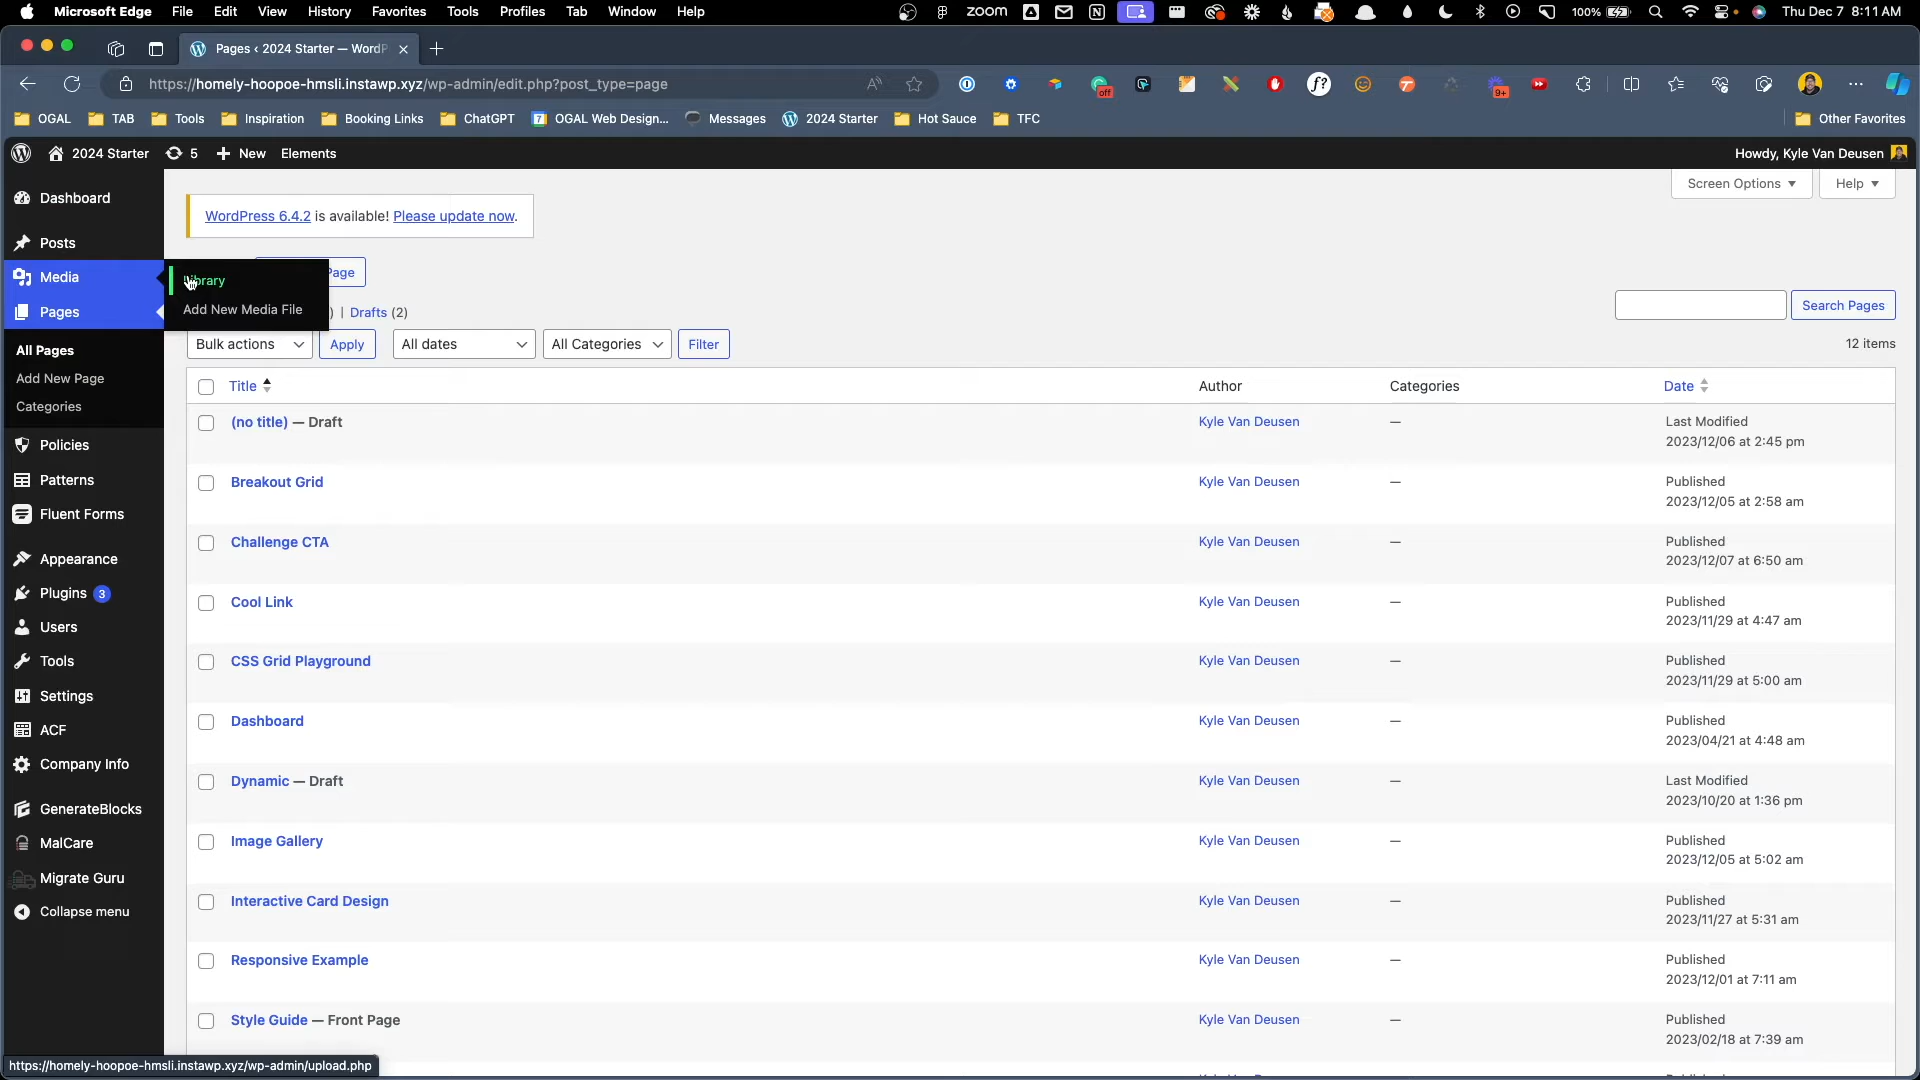 Microsoft Edge File Edit View History Favorites Tools Profiles Tab Window Help zoom 100% Thu Dec 7 8:11 AM
Pages ‹ 2024 Starter — WordP
https://homely-hoopoe-hmsli.instawp.xyz/wp-admin/edit.php?post_type=page off f? 9+
OGAL TAB Tools Inspiration Booking Links ChatGPT 7 OGAL Web Design... Messages 2024 Starter Hot Sauce TFC Other Favorites
2024 Starter 5 New Elements Howdy, Kyle Van Deusen
Screen Options Help
Dashboard
WordPress 6.4.2 is available! Please update now.
Posts
Media
Library
Page
Add New Media File
Pages
) | Drafts (2)
Search Pages
Bulk actions Apply All dates All Categories Filter 12 items
All Pages
Add New Page
Categories
Policies
Patterns
Fluent Forms
Appearance
Plugins 3
Users
Tools
Settings
ACF
Company Info
GenerateBlocks
MalCare
Migrate Guru
Collapse menu
Title Author Categories Date
(no title) — Draft Kyle Van Deusen — Last Modified
2023/12/06 at 2:45 pm
Breakout Grid Kyle Van Deusen — Published
2023/12/05 at 2:58 am
Challenge CTA Kyle Van Deusen — Published
2023/12/07 at 6:50 am
Cool Link Kyle Van Deusen — Published
2023/11/29 at 4:47 am
CSS Grid Playground Kyle Van Deusen — Published
2023/11/29 at 5:00 am
Dashboard Kyle Van Deusen — Published
2023/04/21 at 4:48 am
Dynamic — Draft Kyle Van Deusen — Last Modified
2023/10/20 at 1:36 pm
Image Gallery Kyle Van Deusen — Published
2023/12/05 at 5:02 am
Interactive Card Design Kyle Van Deusen — Published
2023/11/27 at 5:31 am
Responsive Example Kyle Van Deusen — Published
2023/12/01 at 7:11 am
Style Guide — Front Page Kyle Van Deusen — Published
2023/02/18 at 7:39 am
https://homely-hoopoe-hmsli.instawp.xyz/wp-admin/upload.php